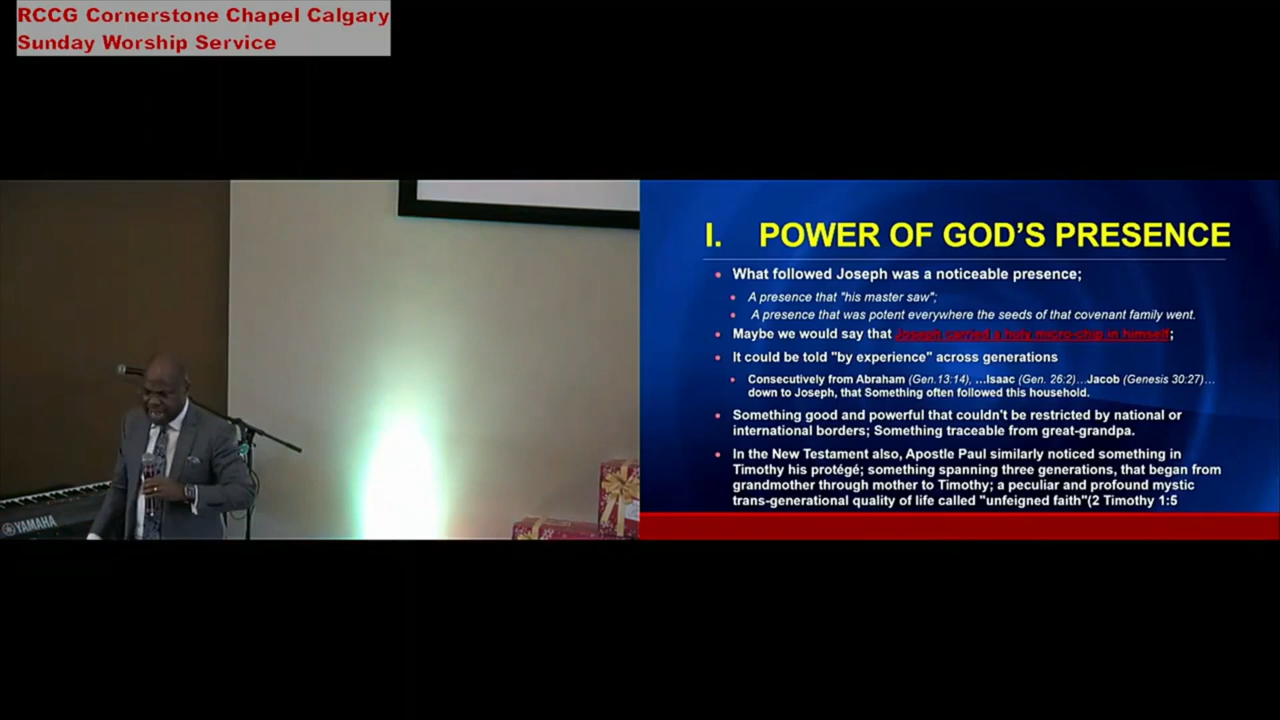 RCCG Cornerstone Chapel Calgary
Sunday Worship Service
I. POWER OF GOD'S PRESENCE
• What followed Joseph was a noticeable presence;
• A presence that "his master saw";
• A presence that was potent everywhere the seeds of that covenant family went.
• Maybe we would say that Joseph carried a holy micro-chip in himself;
• It could be told "by experience" across generations
• Consecutively from Abraham (Gen.13:14), …Isaac (Gen. 26:2)…Jacob (Genesis 30:27)…
down to Joseph, that Something often followed this household.
• Something good and powerful that couldn't be restricted by national or
international borders; Something traceable from great-grandpa.
• In the New Testament also, Apostle Paul similarly noticed something in
Timothy his protégé; something spanning three generations, that began from
grandmother through mother to Timothy; a peculiar and profound mystic
trans-generational quality of life called "unfeigned faith"(2 Timothy 1:5
YAMAHA